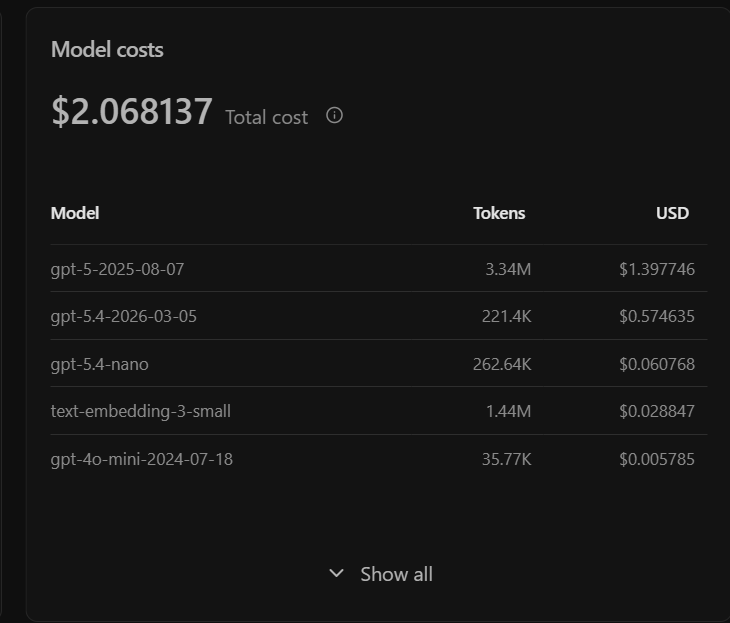 Model costs
$2.068137 Total cost
Model Tokens USD
gpt-5-2025-08-07 3.34M $1.397746
gpt-5.4-2026-03-05 221.4K $0.574635
gpt-5.4-nano 262.64K $0.060768
text-embedding-3-small 1.44M $0.028847
gpt-4o-mini-2024-07-18 35.77K $0.005785
Show all